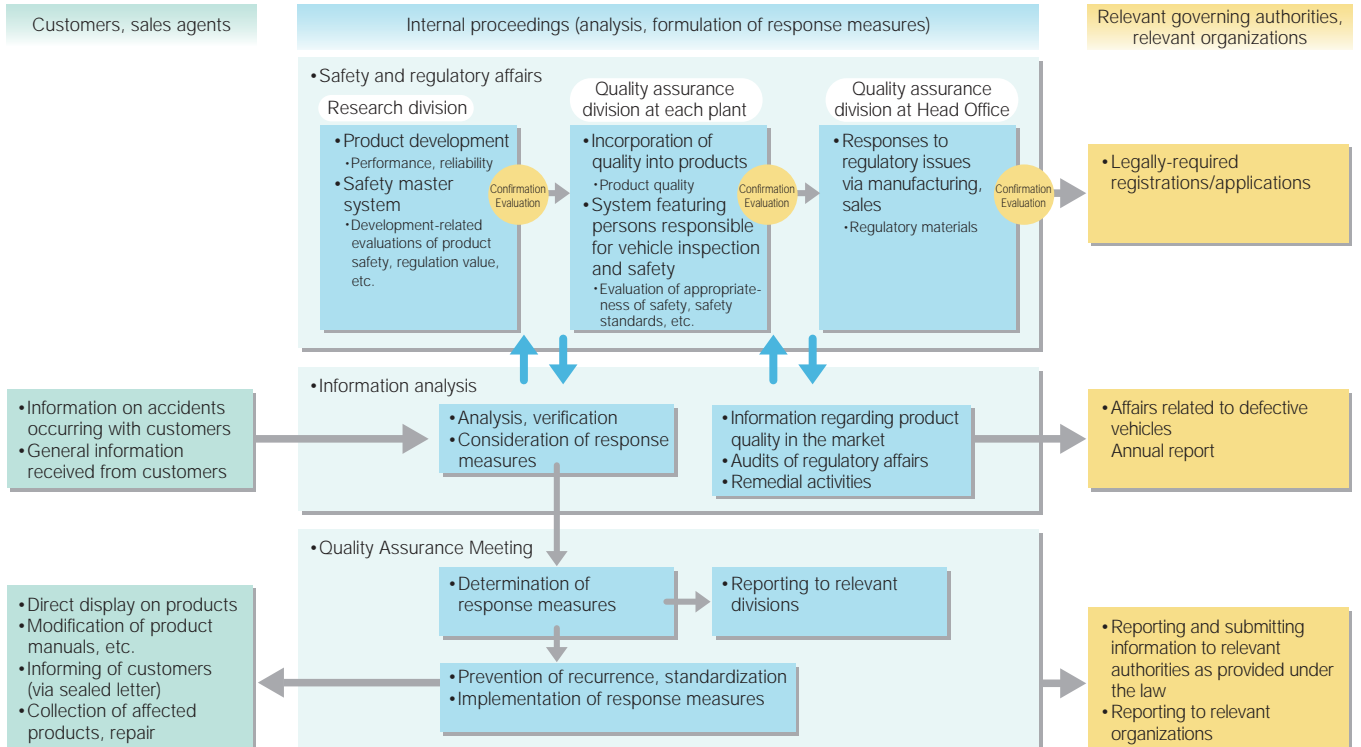 Customers, sales agents
Internal proceedings (analysis, formulation of response measures)
Relevant governing authorities,
relevant organizations
•Safety and regulatory affairs
Research division
•Product development
・Performance, reliability
•Safety master
system
・Development-related
evaluations of product
safety, regulation value,
etc.
Confirmation
Evaluation
Quality assurance
division at each plant
•Incorporation of
quality into products
・Product quality
•System featuring
persons responsible
for vehicle inspection
and safety
・Evaluation of appropriate-
ness of safety, safety
standards, etc.
Confirmation
Evaluation
Quality assurance
division at Head Office
•Responses to
regulatory issues
via manufacturing,
sales
・Regulatory materials
Confirmation
Evaluation
•Legally-required
registrations/applications
•Information on accidents
occurring with customers
•General information
received from customers
•Information analysis
•Analysis, verification
•Consideration of response
measures
•Information regarding product
quality in the market
•Audits of regulatory affairs
•Remedial activities
•Affairs related to defective
vehicles
Annual report
•Quality Assurance Meeting
•Determination of
response measures
•Reporting to relevant
divisions
•Prevention of recurrence, standardization
•Implementation of response measures
•Direct display on products
•Modification of product
manuals, etc.
•Informing of customers
(via sealed letter)
•Collection of affected
products, repair
•Reporting and submitting
information to relevant
authorities as provided under
the law
•Reporting to relevant
organizations